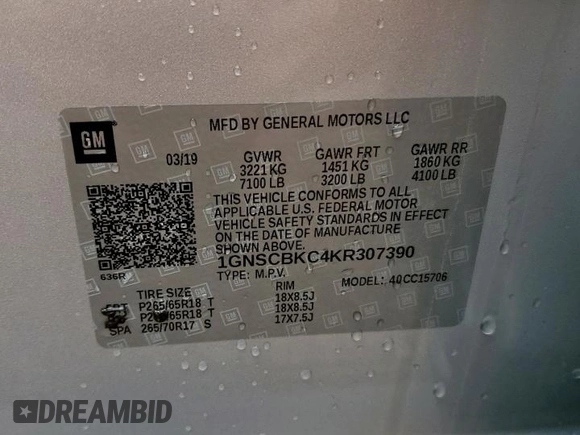 GM
MFD BY GENERAL MOTORS LLC
03/19 GVWR GAWR FRT GAWR RR
3221 KG 1451 KG 1860 KG
7100 LB 3200 LB 4100 LB
THIS VEHICLE CONFORMS TO ALL
APPLICABLE U.S. FEDERAL MOTOR
VEHICLE SAFETY STANDARDS IN EFFECT
ON THE DATE OF MANUFACTURE
SHOWN ABOVE.
1GNSCBKC4KR307390
636R
TYPE: M.P.V. MODEL: 40CC15706
TIRE SIZE RIM
P265/65R18 T 18X8.5J
T 18X8.5J
SPA 265/70R17 S 17X7.5J
DREAMBID